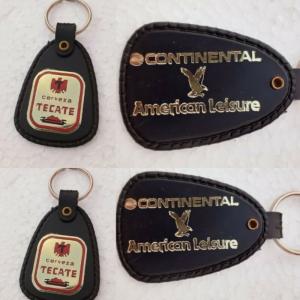 cerveza
TECATE
CONTINENTAL
American Leisure
cerveza
TECATE
CONTINENTAL
American Leisure